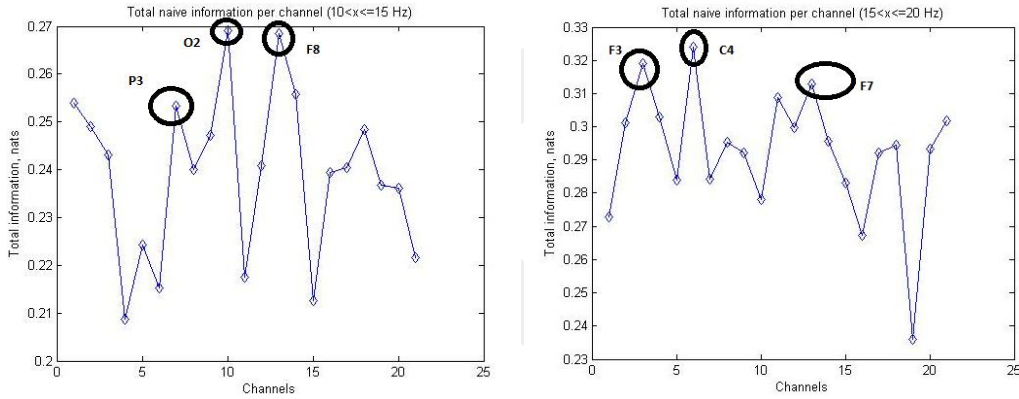 Total naive information per channel (10<x<=15 Hz)
0.27
0.26
0.25
0.24
0.23
0.22
0.21
0.2
Total information, nats
P3
O2
F8
0
5
10
15
20
25
Channels
Total naive information per channel (15<x<=20 Hz)
0.33
0.32
0.31
0.3
0.29
0.28
0.27
0.26
0.25
0.24
0.23
Total information, nats
F3
C4
F7
0
5
10
15
20
25
Channels